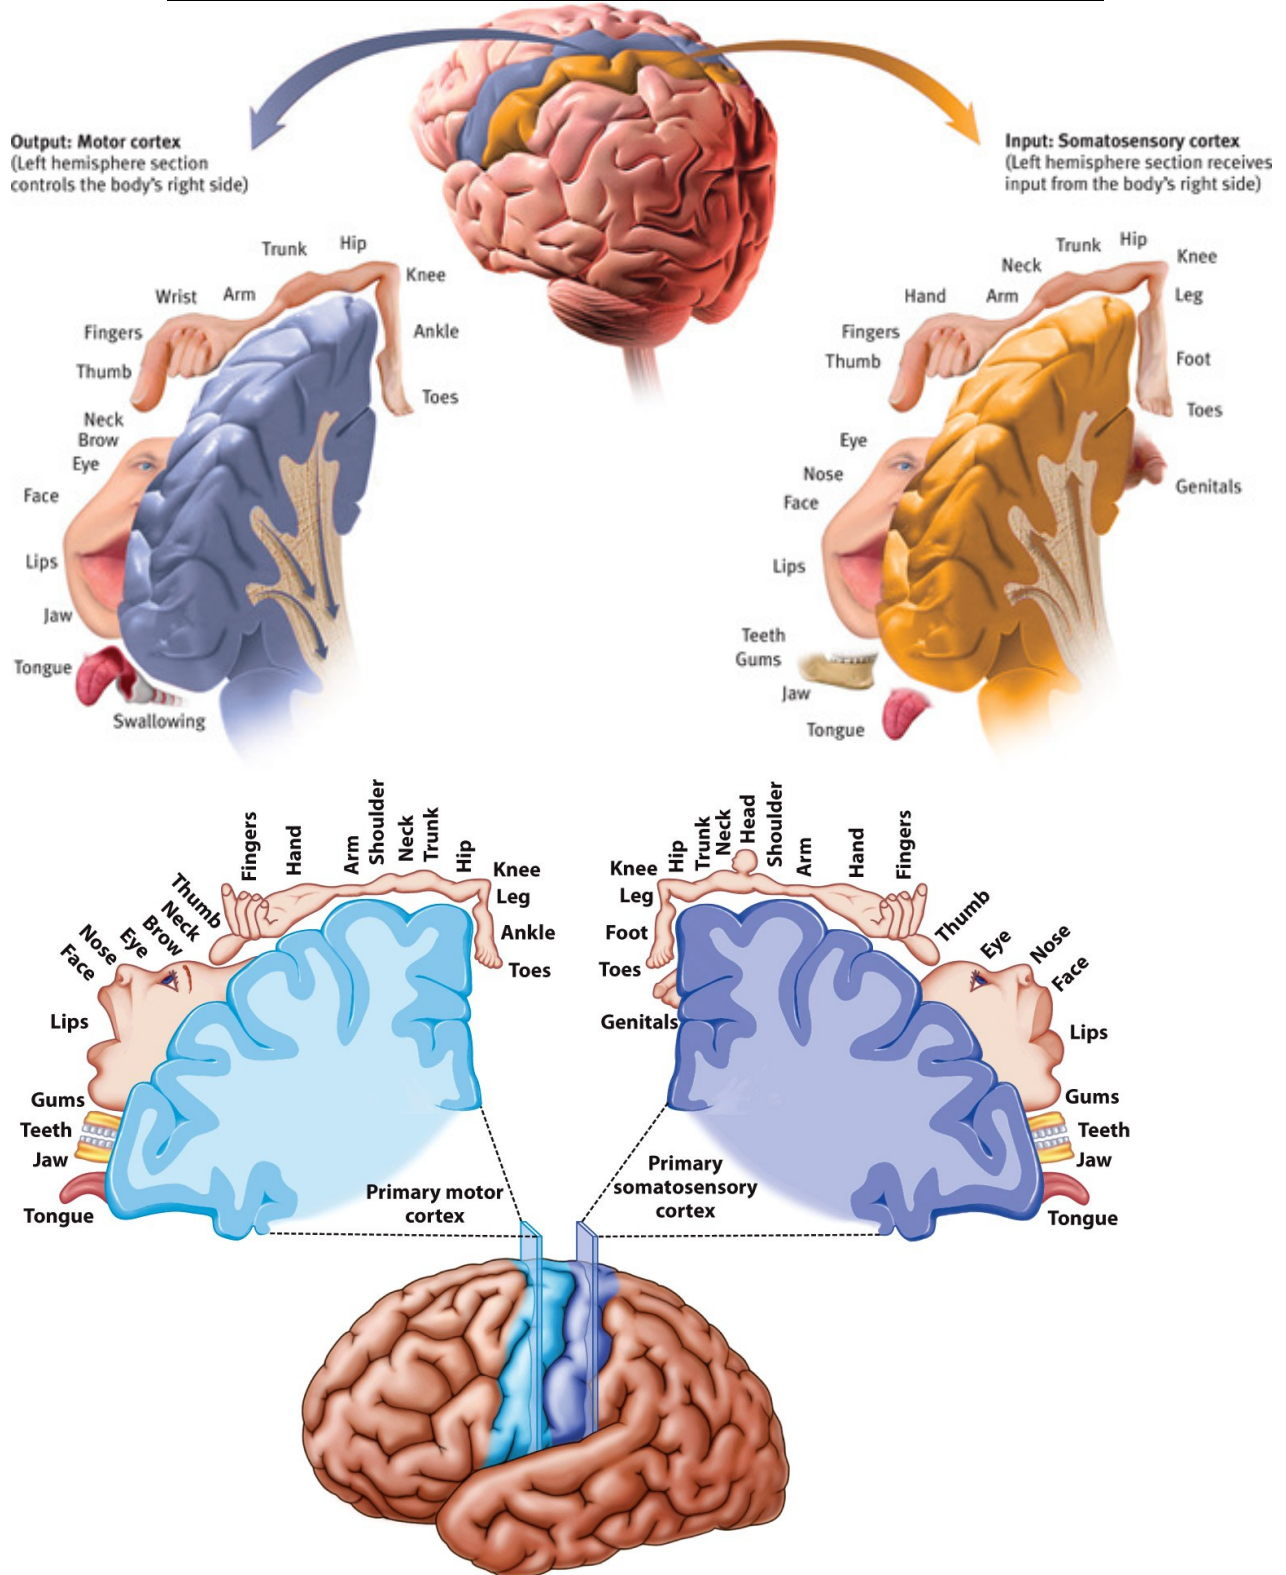 Output: Motor cortex
(Left hemisphere section
controls the body's right side)
Input: Somatosensory cortex
(Left hemisphere section receives
input from the body's right side)
Trunk
Hip
Knee
Wrist
Arm
Fingers
Ankle
Thumb
Toes
Neck
Brow
Eye
Face
Lips
Jaw
Tongue
Swallowing
Trunk
Hip
Neck
Knee
Hand
Arm
Leg
Fingers
Thumb
Foot
Toes
Eye
Nose
Genitals
Face
Lips
Teeth
Gums
Jaw
Tongue
Fingers
Hand
Arm
Shoulder
Neck
Trunk
Hip
Knee
Leg
Ankle
Toes
Thumb
Neck
Brow
Eye
Nose
Face
Lips
Gums
Teeth
Jaw
Tongue
Primary motor
cortex
Knee
Leg
Foot
Toes
Genitals
Hip
Trunk
Neck
Head
Shoulder
Arm
Hand
Fingers
Thumb
Eye
Nose
Face
Lips
Gums
Teeth
Jaw
Tongue
Primary
somatosensory
cortex